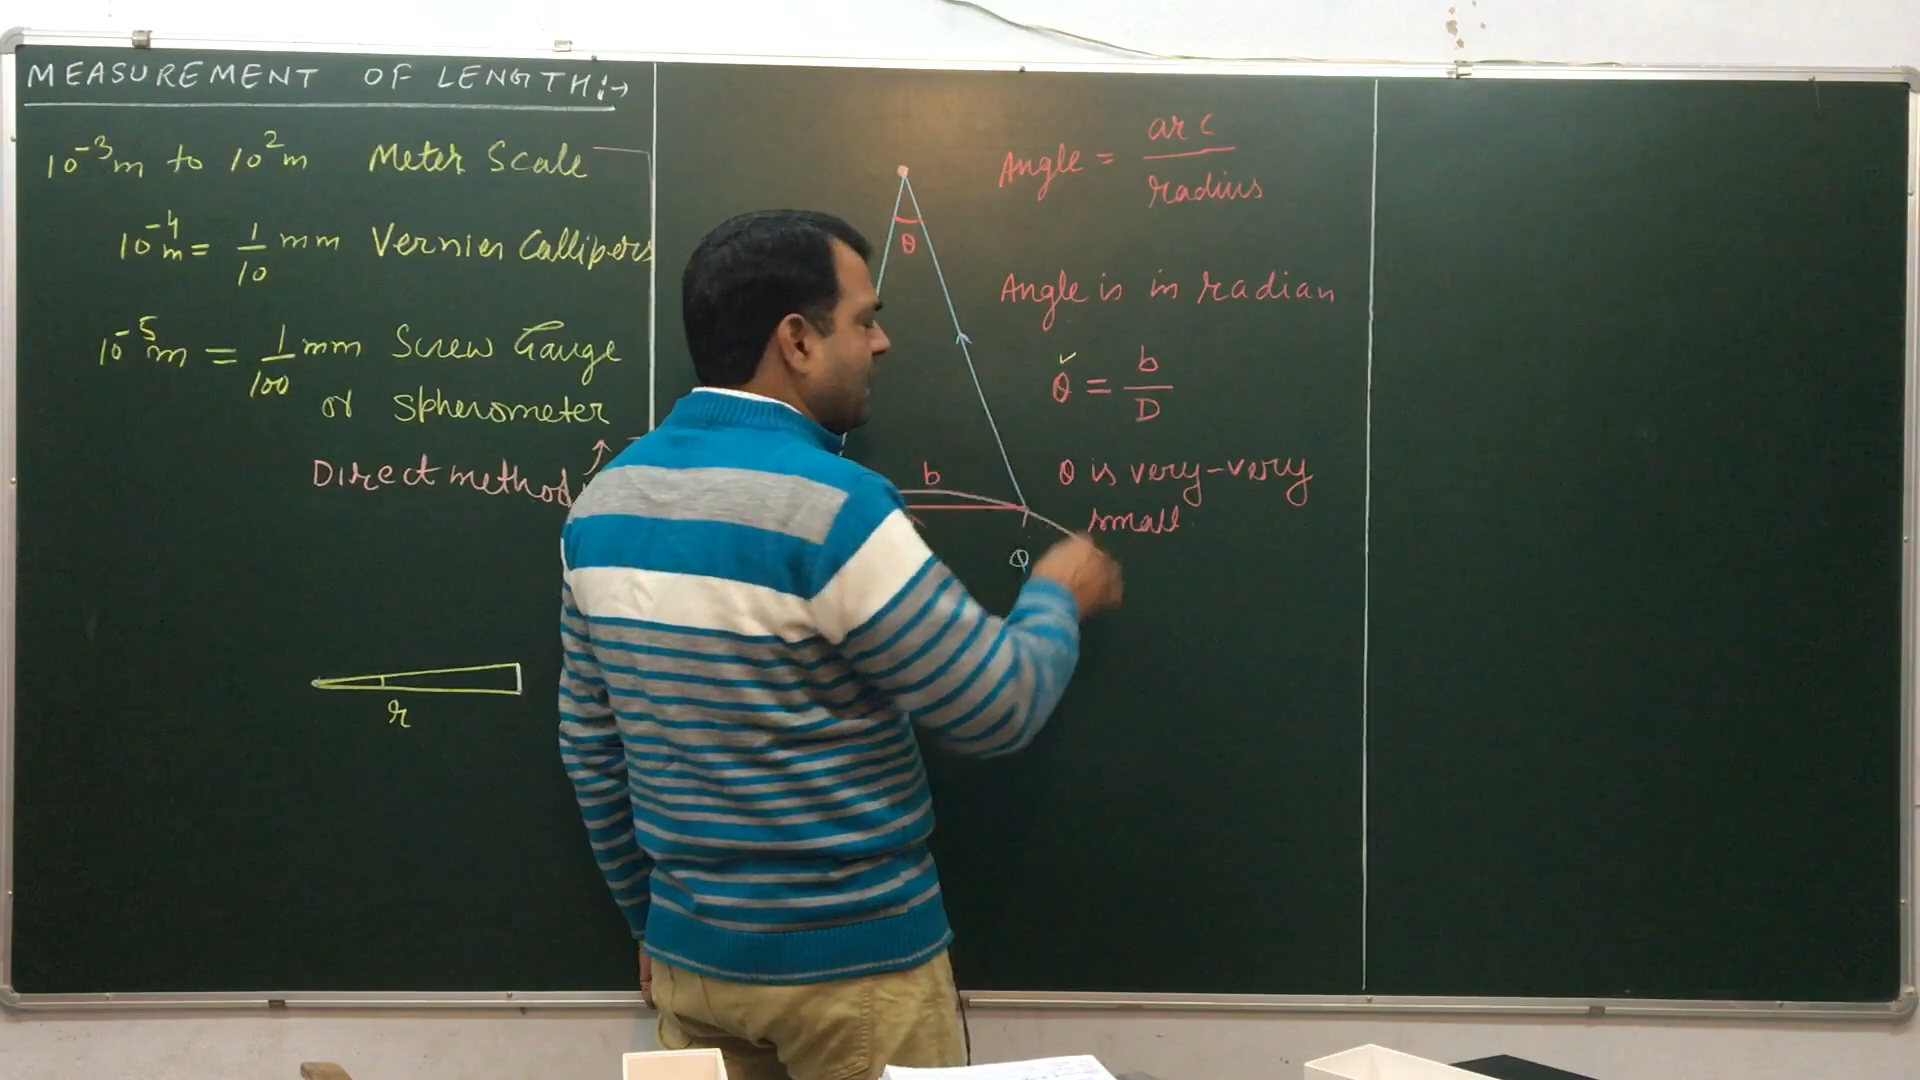 MEASUREMENT OF LENGTH:→
10⁻³m to 10²m Meter Scale
10⁻⁴m = 1/10 mm Vernier Callipers
10⁻⁵m = 1/100 mm Screw Gauge
or spherometer
Direct method
r
θ
b
Q
Angle = arc/radius
Angle is in radian
θ = b/D
θ is very-very
small.